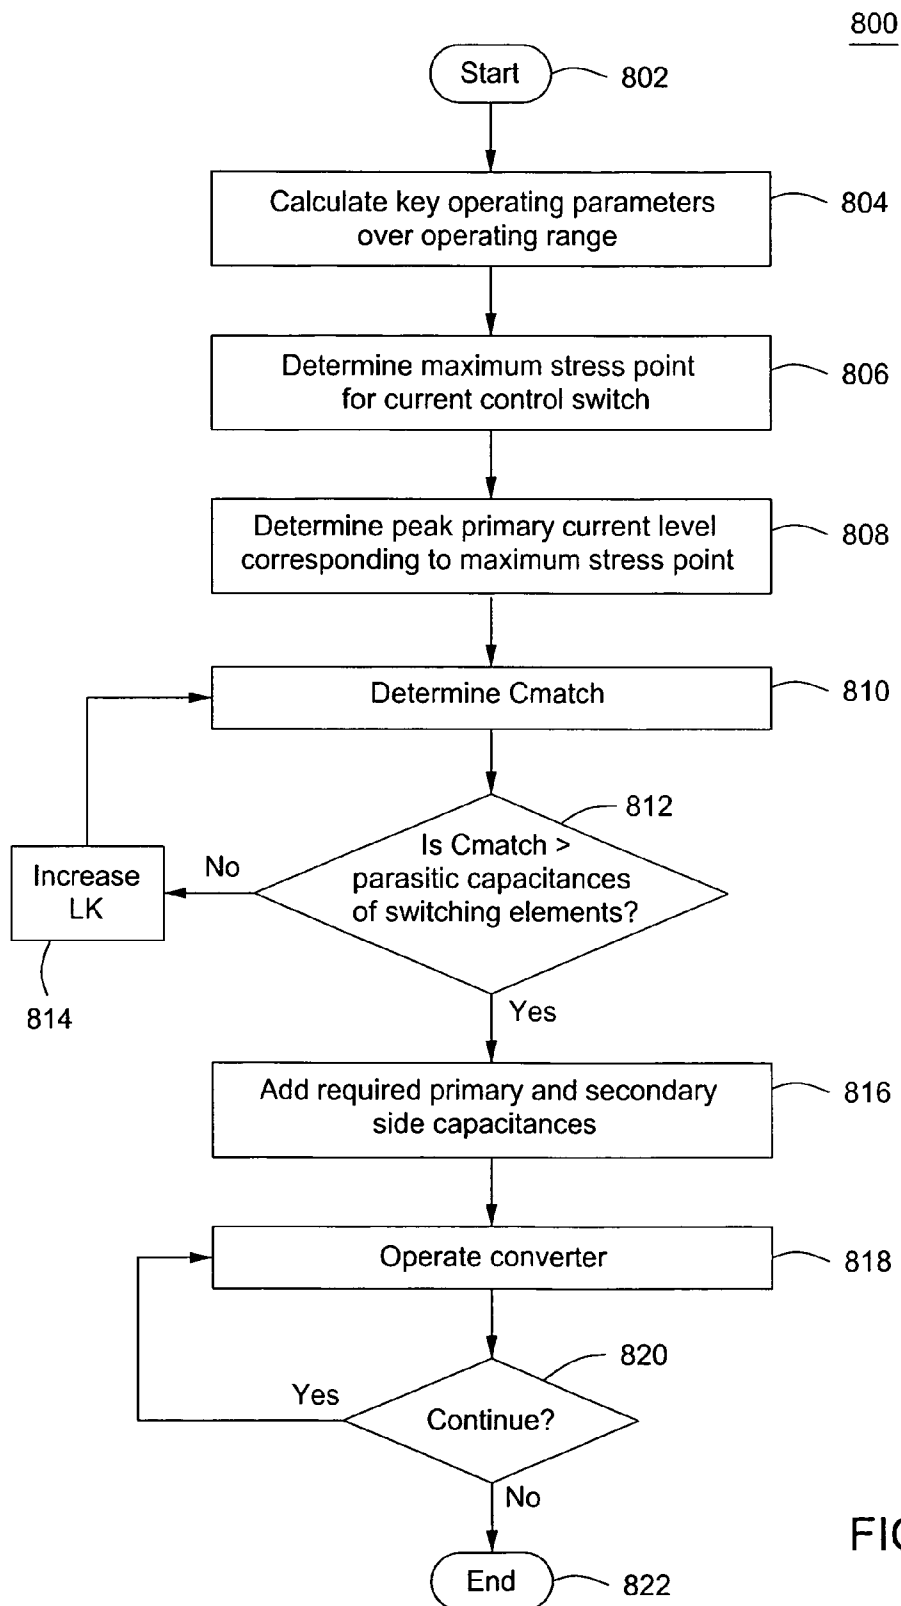 800
Start
802
Calculate key operating parameters
over operating range
804
Determine maximum stress point
for current control switch
806
Determine peak primary current level
corresponding to maximum stress point
808
Determine Cmatch
810
812
Is Cmatch >
parasitic capacitances
of switching elements?
No
Increase
LK
814
Yes
Add required primary and secondary
side capacitances
816
Operate converter
818
820
Yes
Continue?
No
End
822